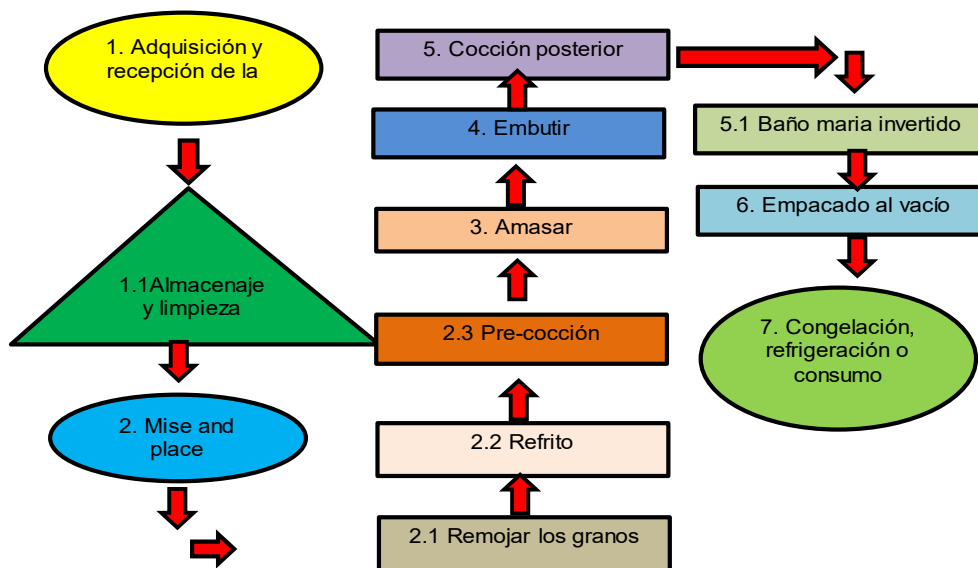 1. Adquisición y
recepción de la
1.1Almacenaje
y limpieza
2. Mise and
place
2.1 Remojar los granos
2.2 Refrito
2.3 Pre-cocción
3. Amasar
4. Embutir
5. Cocción posterior
5.1 Baño maria invertido
6. Empacado al vacío
7. Congelación,
refrigeración o
consumo